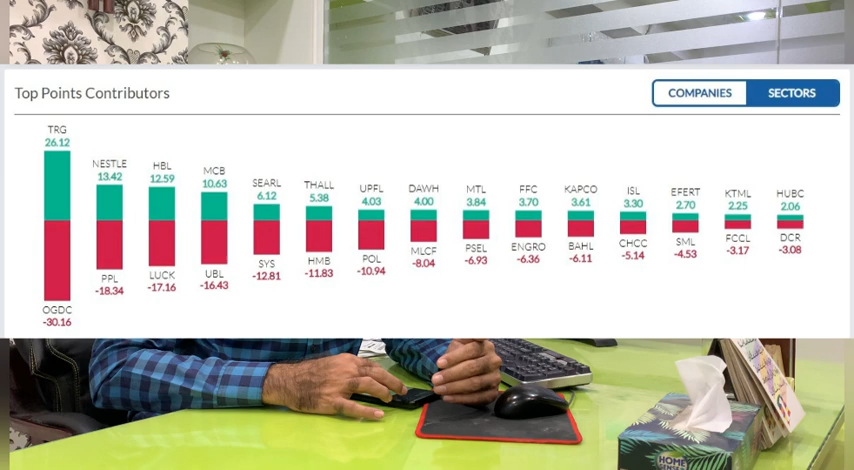 Top Points Contributors
COMPANIES
SECTORS
TRG
26.12
NESTLE
13.42
HBL
12.59
MCB
10.63
SEARL
6.12
THALL
5.38
UPFL
4.03
DAWH
4.00
MTL
3.84
FFC
3.70
KAPCO
3.61
ISL
3.30
EFERT
2.70
KTML
2.25
HUBC
2.06
OGDC
-30.16
PPL
-18.34
LUCK
-17.16
UBL
-16.43
SYS
-12.81
HMB
-11.83
POL
-10.94
MLCF
-8.04
PSEL
-6.93
ENGRO
-6.36
BAHL
-6.11
CHCC
-5.14
SML
-4.53
FCCL
-3.17
DCR
-3.08
HOME